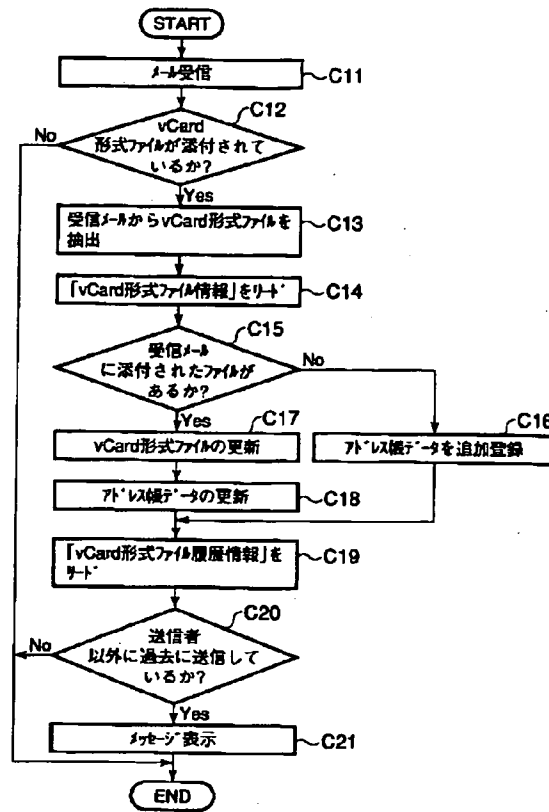 START
メール受信
C11
C12
No
vCard
形式ファイルが添付されて
いるか?
Yes
受信メールからvCard形式ファイルを
抽出
C13
「vCard形式ファイル情報」をリード
C14
C15
受信メール
に添付されたファイルが
あるか?
No
Yes
C17
C16
vCard形式ファイルの更新
アドレス帳データを追加登録
アドレス帳データの更新
C18
「vCard形式ファイル履歴情報」を
リード
C19
C20
No
送信者
以外に過去に送信して
いるか?
Yes
メッセージ表示
C21
END